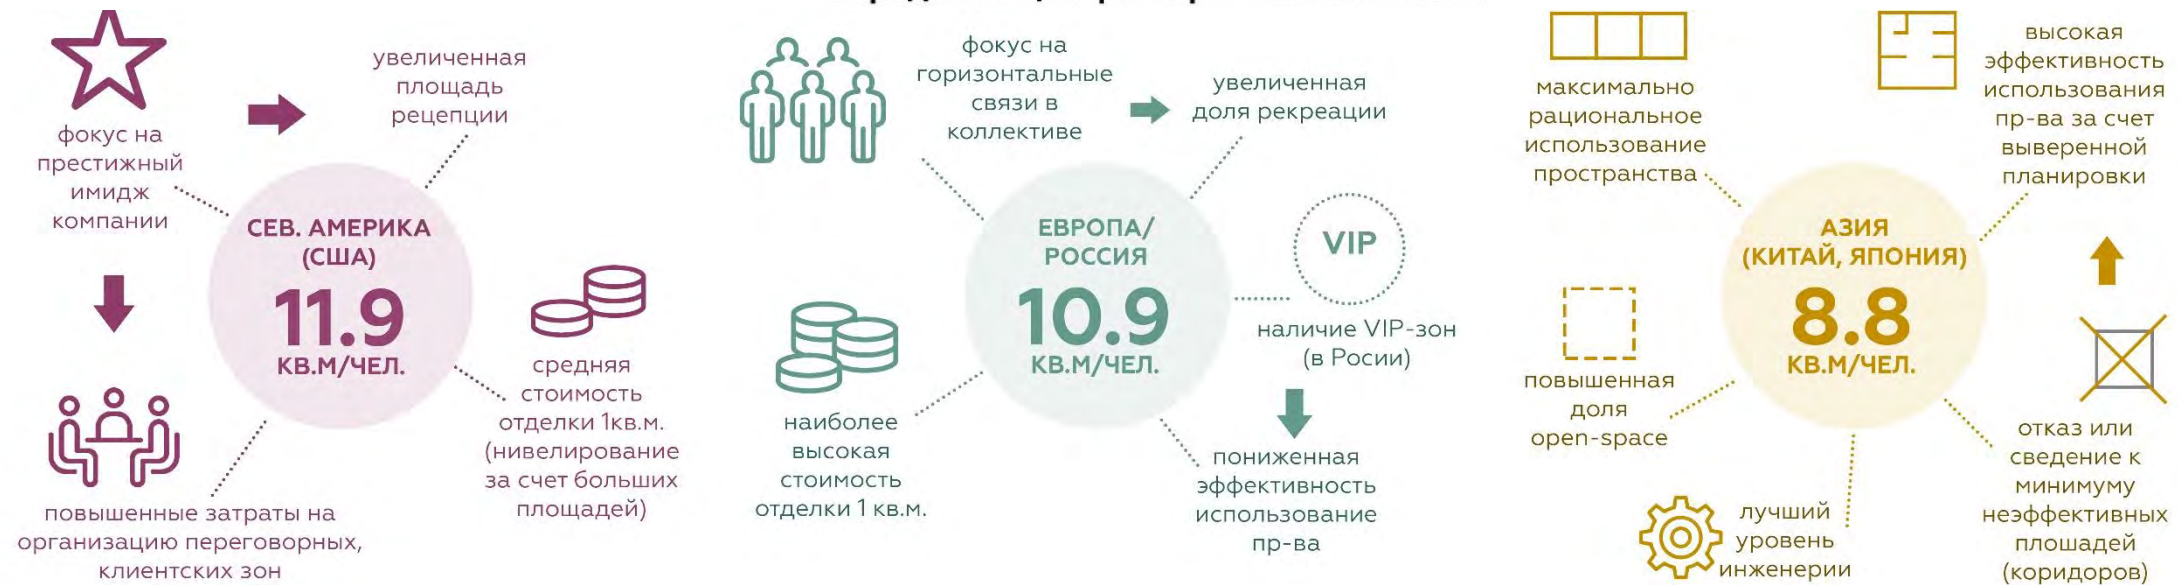 увеличенная
площадь
рецепции
фокус на
престижный
имидж
компании
СЕВ. АМЕРИКА
(США)
11.9
КВ.М/ЧЕЛ.
средняя
стоимость
отделки 1кв.м.
(нивелирование
за счет больших
площадей)
повышенные затраты на
организацию переговорных,
клиентских зон
фокус на
горизонтальные
связи в
коллективе
увеличенная
доля рекреации
ЕВРОПА/
РОССИЯ
10.9
КВ.М/ЧЕЛ.
VIP
наличие VIP-зон
(в Росии)
наиболее
высокая
стоимость
отделки 1 кв.м.
пониженная
эффективность
использование
пр-ва
максимально
рациональное
использование
пространства
высокая
эффективность
использования
пр-ва за счет
выверенной
планировки
АЗИЯ
(КИТАЙ, ЯПОНИЯ)
8.8
КВ.М/ЧЕЛ.
повышенная
доля
open-space
лучший
уровень
инженерии
отказ или
сведение к
минимуму
неэффективных
плошадей
(коридоров)